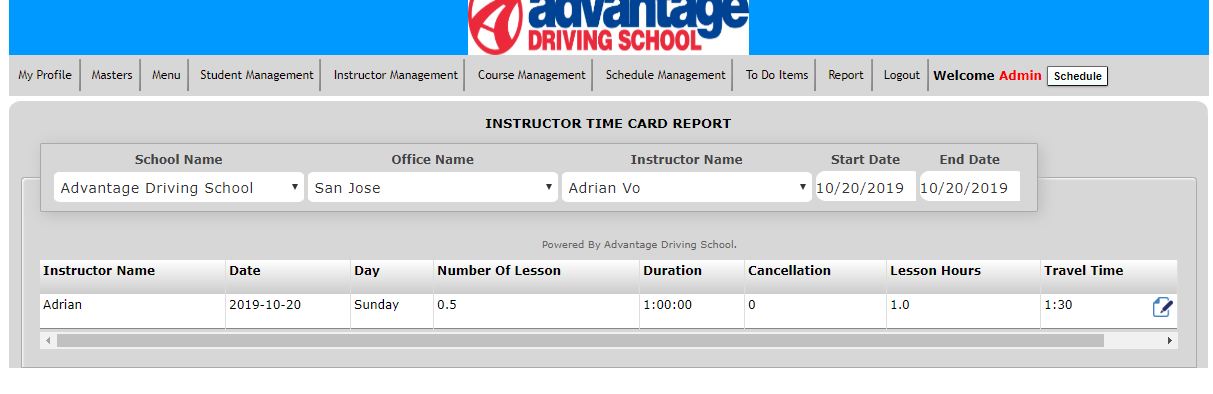 advantage
DRIVING SCHOOL
My Profile Masters Menu Student Management Instructor Management Course Management Schedule Management To Do Items Report Logout Welcome Admin Schedule
INSTRUCTOR TIME CARD REPORT
School Name Office Name Instructor Name Start Date End Date
Advantage Driving School San Jose Adrian Vo 10/20/2019 10/20/2019
Powered By Advantage Driving School.
Instructor Name Date Day Number Of Lesson Duration Cancellation Lesson Hours Travel Time
Adrian 2019-10-20 Sunday 0.5 1:00:00 0 1.0 1:30